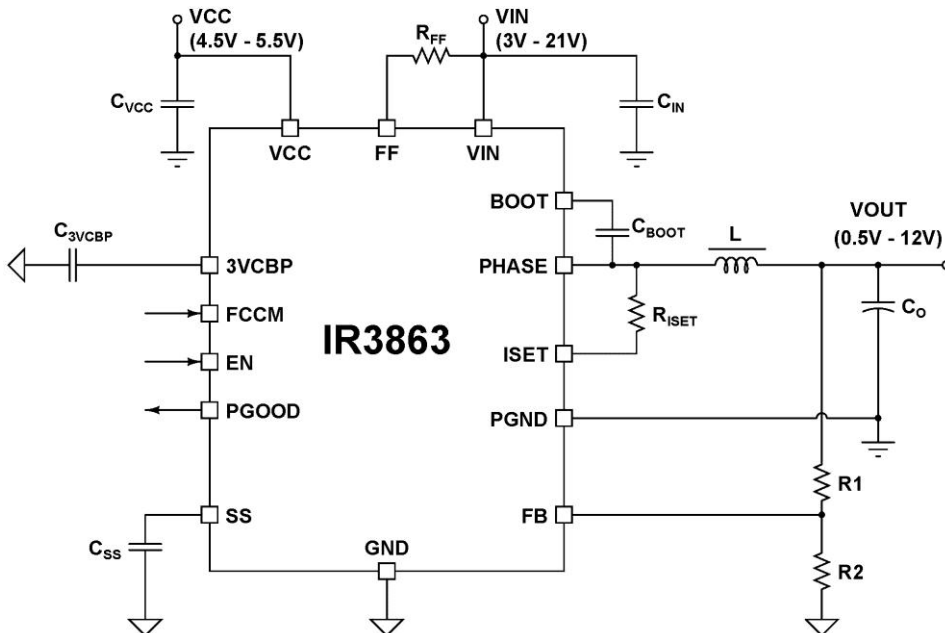 VCC
(4.5V - 5.5V)
VIN
(3V - 21V)
RFF
CVCC
CIN
VCC
FF
VIN
BOOT
CBOOT
VOUT
(0.5V - 12V)
C3VCBP
3VCBP
PHASE
L
FCCM
RISET
CO
IR3863
EN
ISET
PGOOD
PGND
R1
SS
FB
CSS
GND
R2